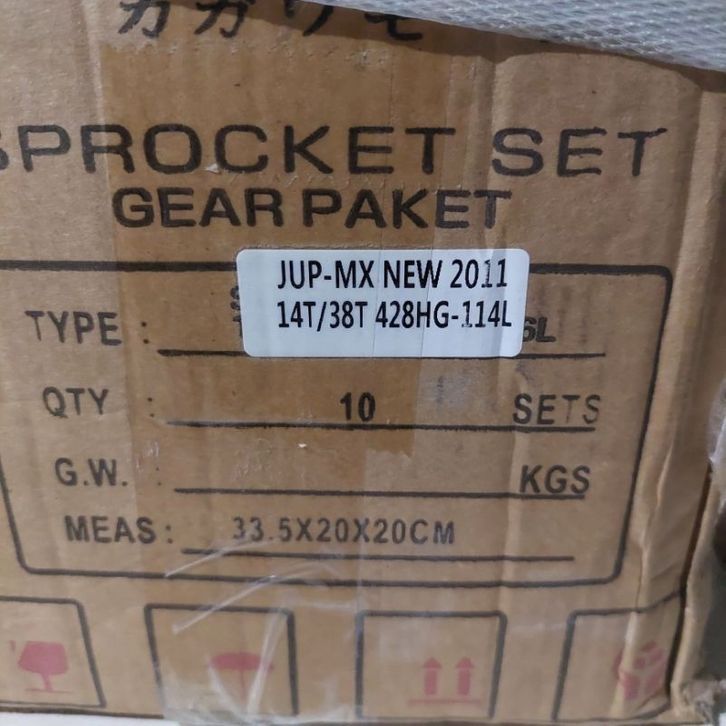 SPROCKET SET
GEAR PAKET
JUP-MX NEW 2011
14T/38T 428HG-114L
TYPE :
QTY : 10 SETS
G.W. : KGS
MEAS : 33.5X20X20CM